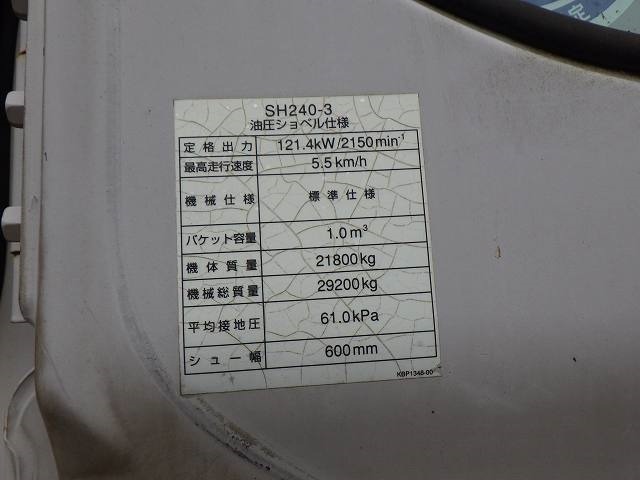 SH240-3
油圧ショベル仕様
定格出力 121.4kW/2150min⁻¹
最高走行速度 5.5km/h
機械仕様 標準仕様
バケット容量 1.0m³
機体質量 21800kg
機械総質量 29200kg
平均接地圧 61.0kPa
シュー幅 600mm
KBP1348-00